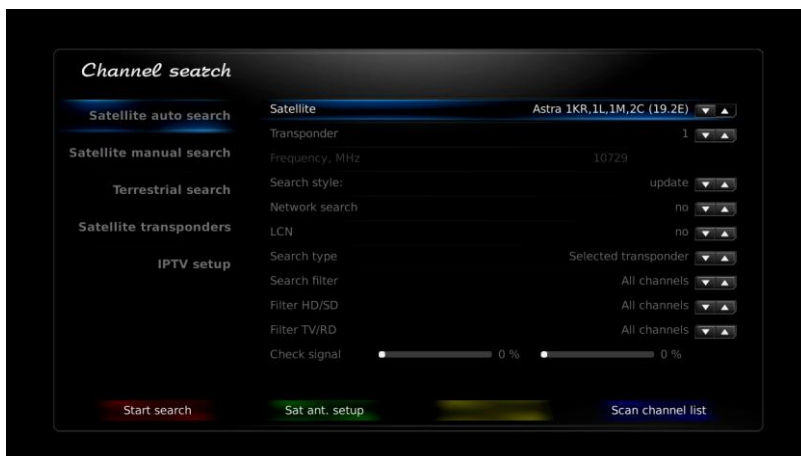 Channel search
Satellite auto search
Satellite manual search
Terrestrial search
Satellite transponders
IPTV setup
Satellite Astra 1KR,1L,1M,2C (19.2E)
Transponder 1
Frequency, MHz 10729
Search style: update
Network search no
LCN no
Search type Selected transponder
Search filter All channels
Filter HD/SD All channels
Filter TV/RD All channels
Check signal 0 % 0 %
Start search Sat ant. setup Scan channel list